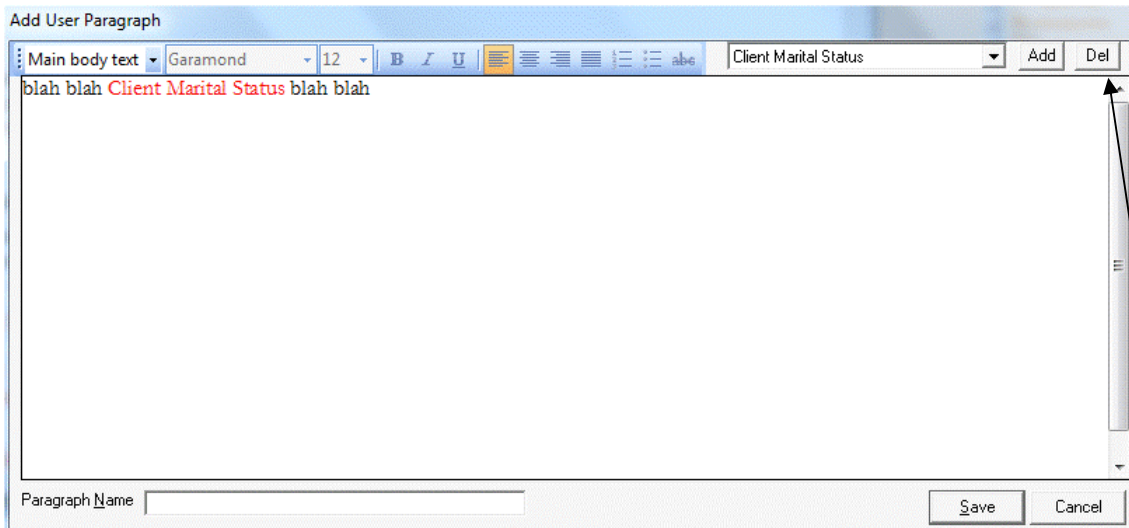 Add User Paragraph
Main body text Garamond 12 B I U abc Client Marital Status Add Del
blah blah Client Marital Status blah blah
Paragraph Name Save Cancel